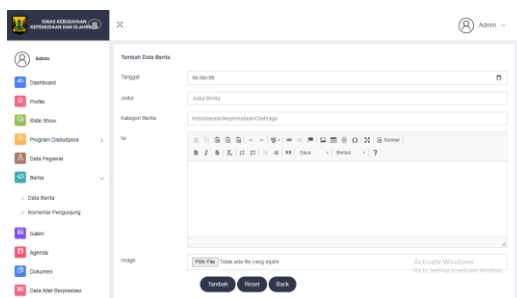 DINAS KEBUDAYAAN
KEPEMUDAAN DAN OLAHRAGA
Admin
Admin
Dashboard
Profile
Slide Show
Program Disbudpora
Data Pegawai
Berita
Data Berita
Komentar Pengunjung
Galeri
Agenda
Dokumen
Data Atlet Berprestasi
Tambah Data Berita
Tanggal
Judul
Judul Berita
Kategori Berita
Kebudayaan/kepemudaan/Olahraga
Isi
Sumber
B I S
Gaya
Bentuk
?
Image
Pilih File Tidak ada file yang dipilih
Tambah Reset Back
Activate Windows
Go to Settings to activate Windows.